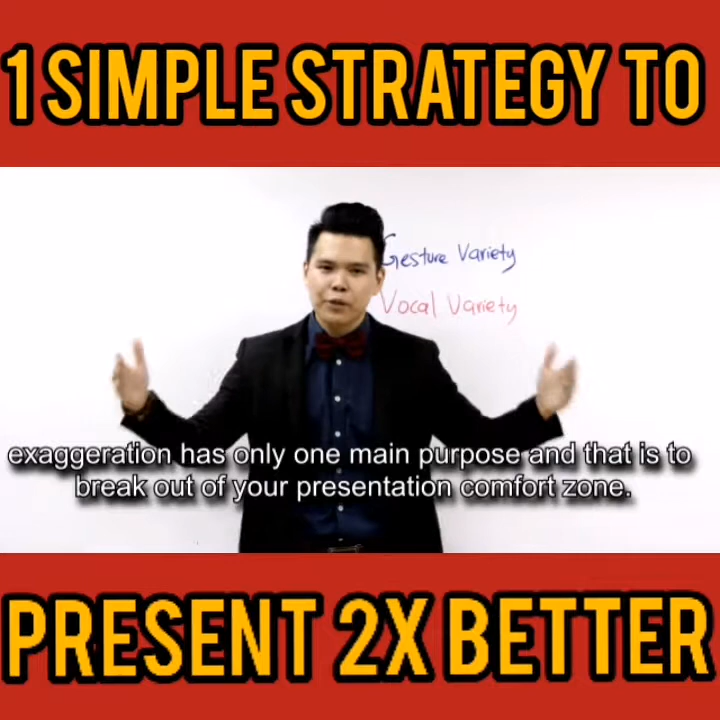 1 SIMPLE STRATEGY TO
Gesture Variety
Vocal Variety
exaggeration has only one main purpose and that is to
break out of your presentation comfort zone.
PRESENT 2X BETTER